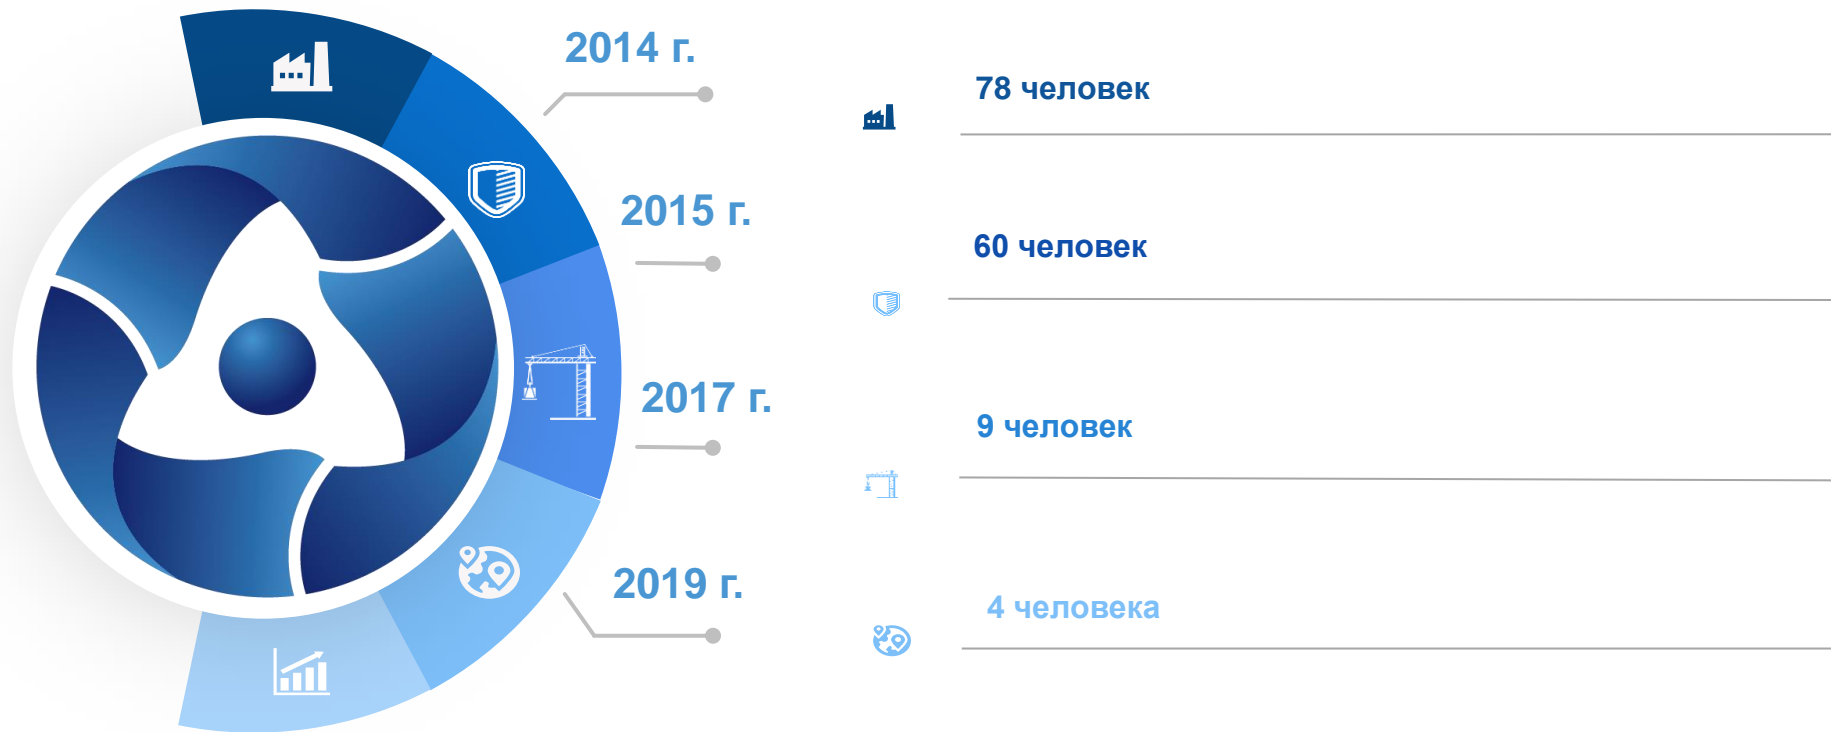 2014 г.
78 человек
2015 г.
60 человек
2017 г.
9 человек
2019 г.
4 человека